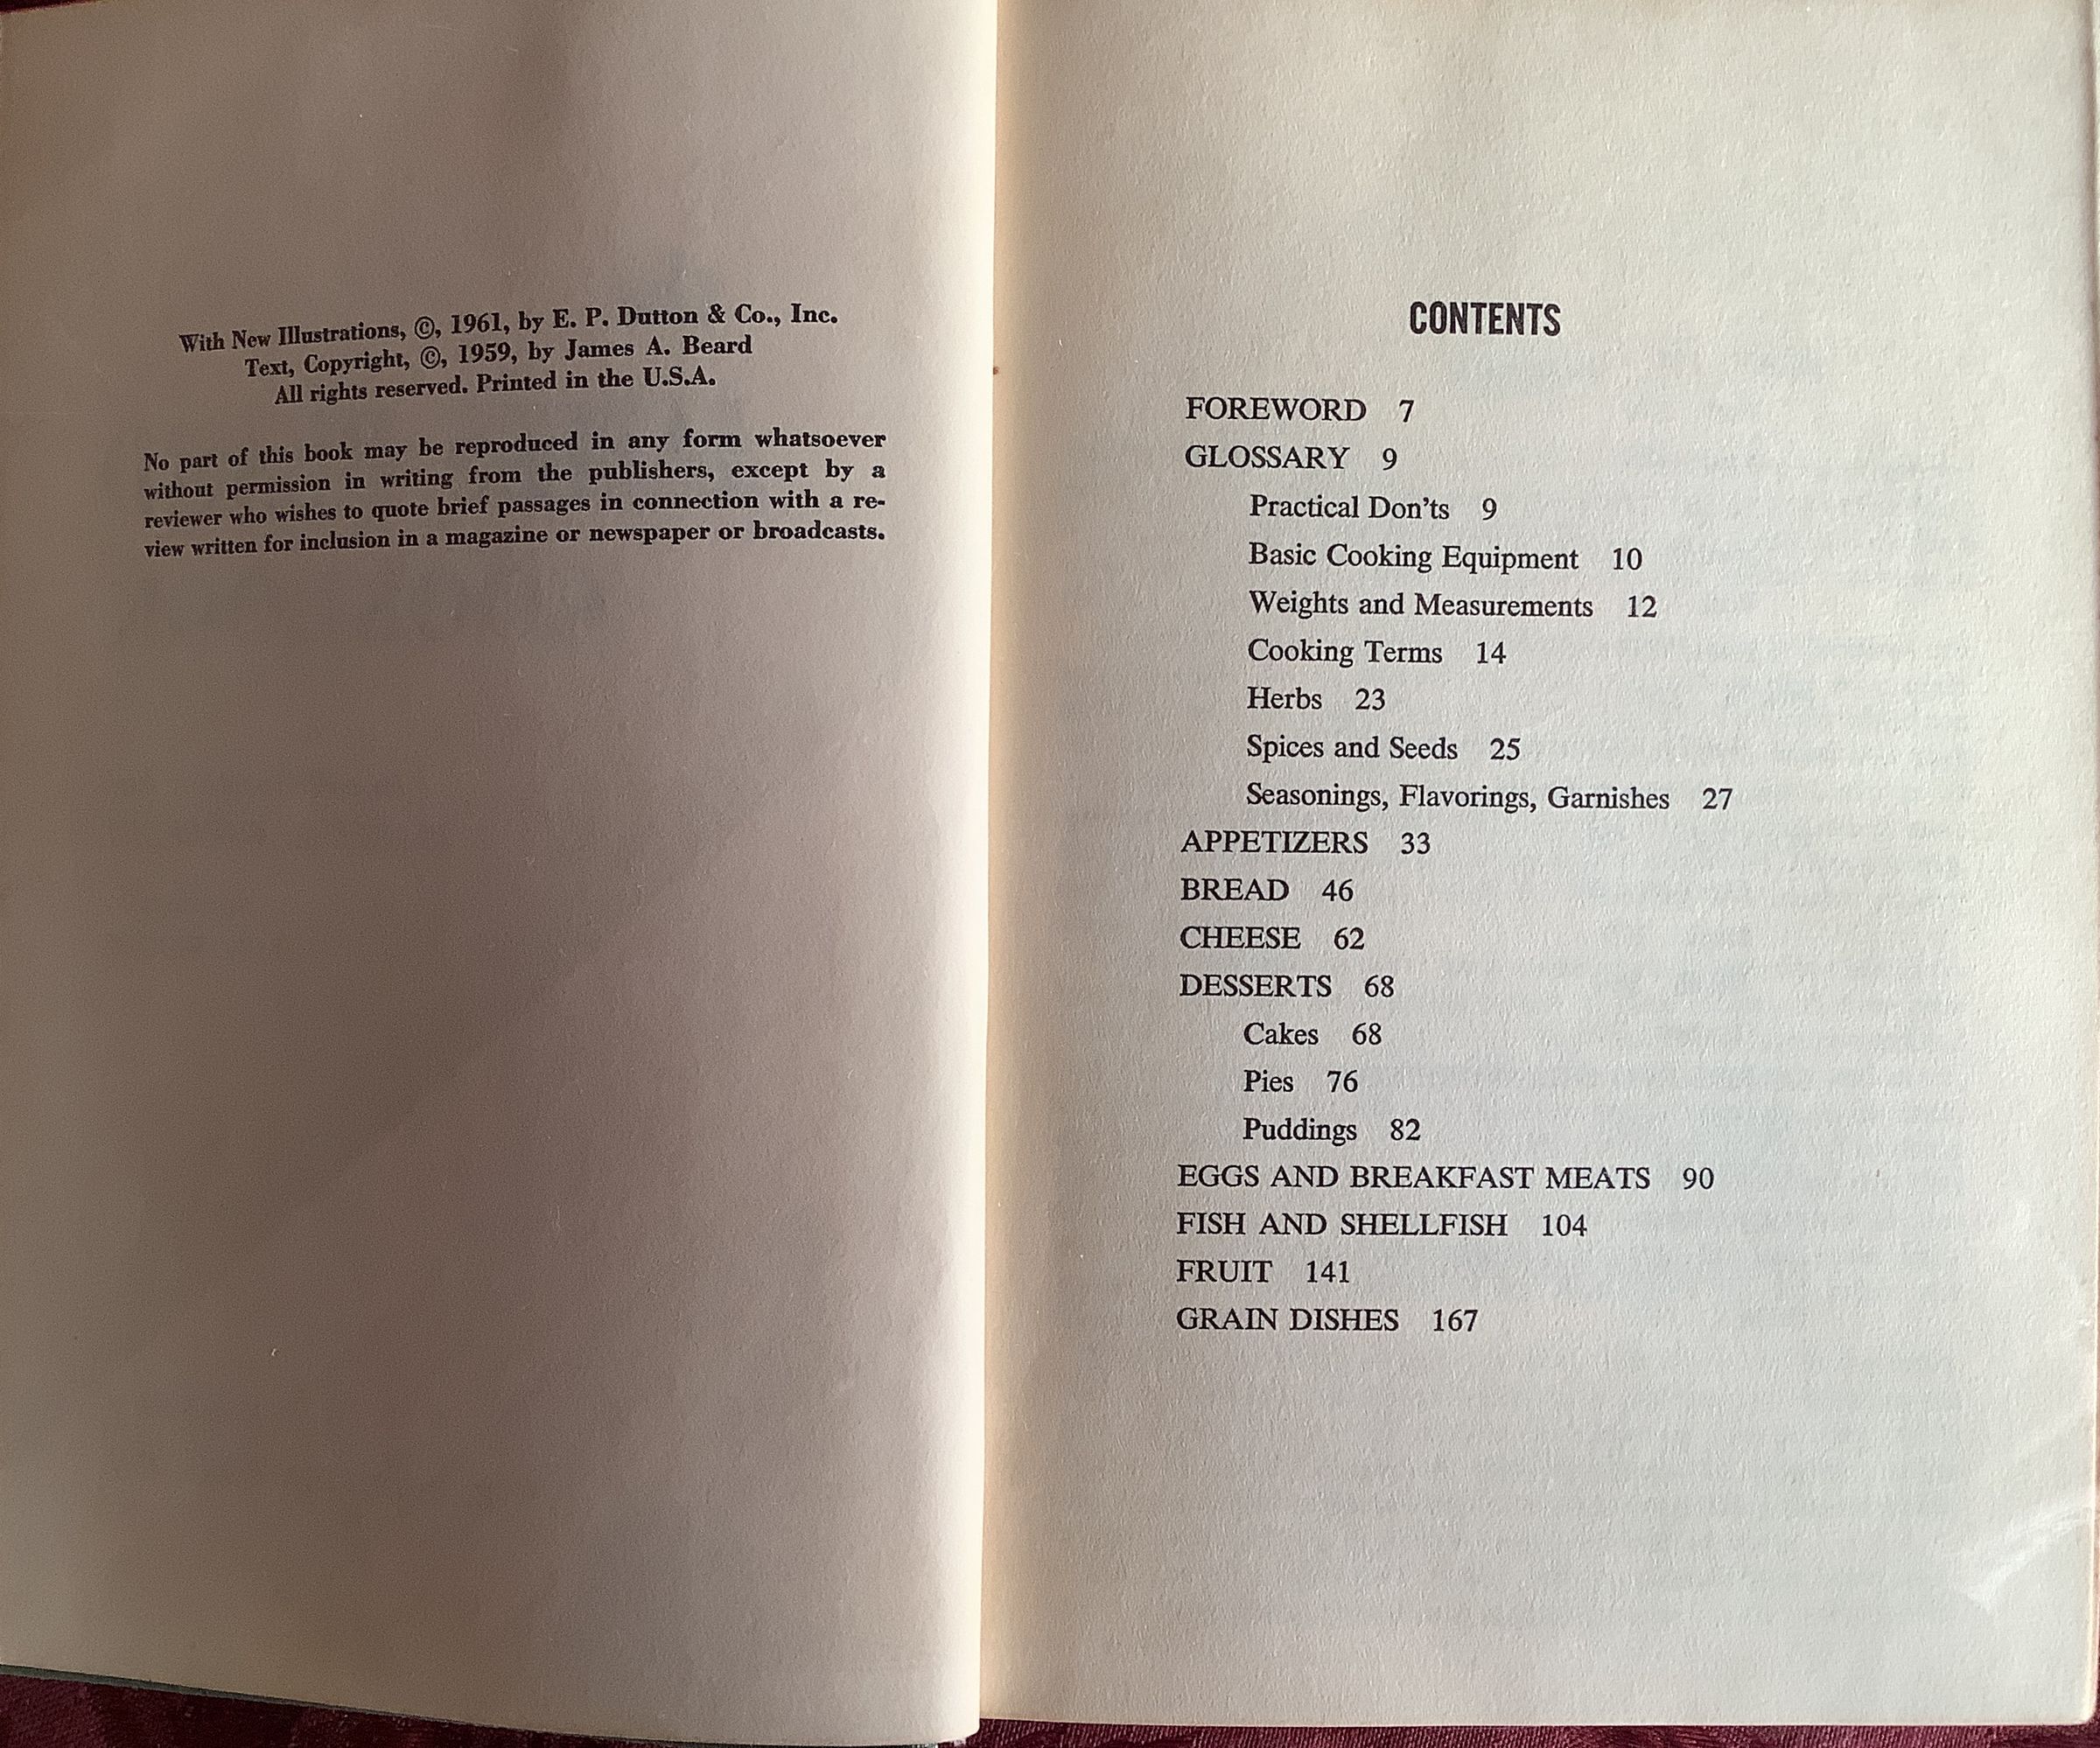 With New Illustrations, ©, 1961, by E. P. Dutton & Co., Inc.
Text, Copyright, ©, 1959, by James A. Beard
All rights reserved. Printed in the U.S.A.
No part of this book may be reproduced in any form whatsoever
without permission in writing from the publishers, except by a
reviewer who wishes to quote brief passages in connection with a re-
view written for inclusion in a magazine or newspaper or broadcasts.
CONTENTS
FOREWORD 7
GLOSSARY 9
Practical Don'ts 9
Basic Cooking Equipment 10
Weights and Measurements 12
Cooking Terms 14
Herbs 23
Spices and Seeds 25
Seasonings, Flavorings, Garnishes 27
APPETIZERS 33
BREAD 46
CHEESE 62
DESSERTS 68
Cakes 68
Pies 76
Puddings 82
EGGS AND BREAKFAST MEATS 90
FISH AND SHELLFISH 104
FRUIT 141
GRAIN DISHES 167